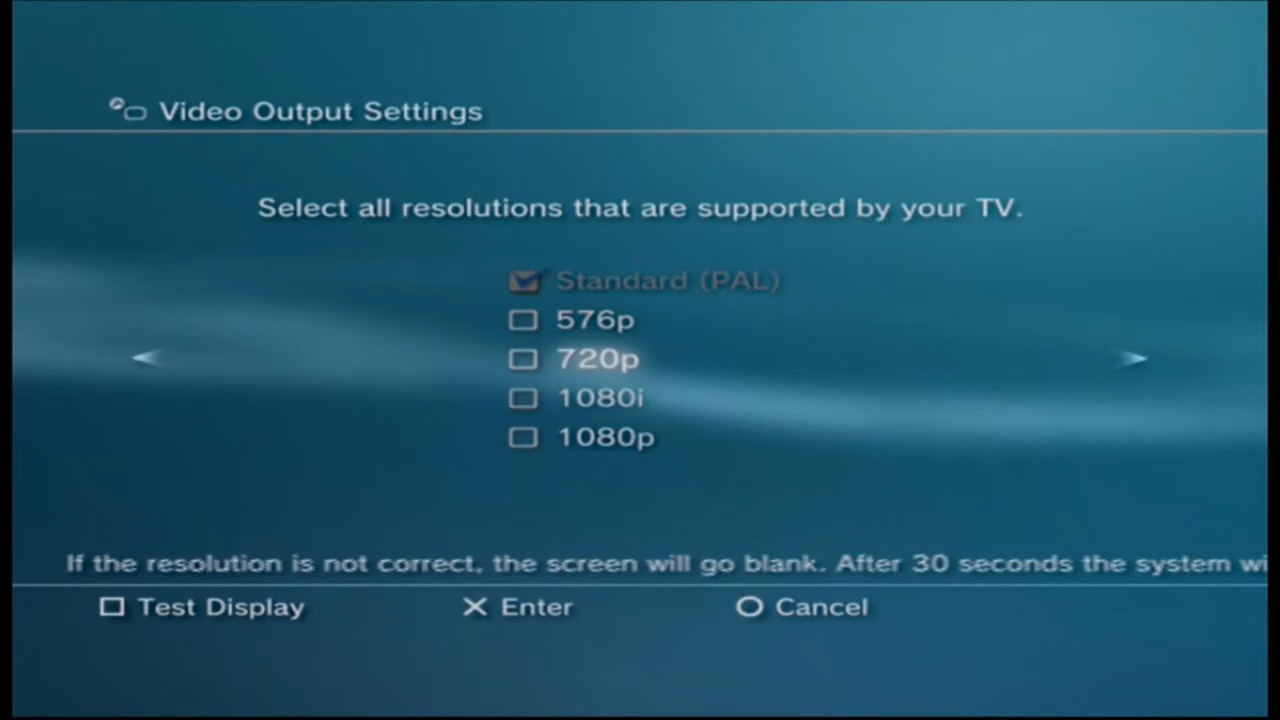 Video Output Settings
Select all resolutions that are supported by your TV.
Standard (PAL)
576p
720p
1080i
1080p
If the resolution is not correct, the screen will go blank. After 30 seconds the system wi
Test Display
Enter
Cancel